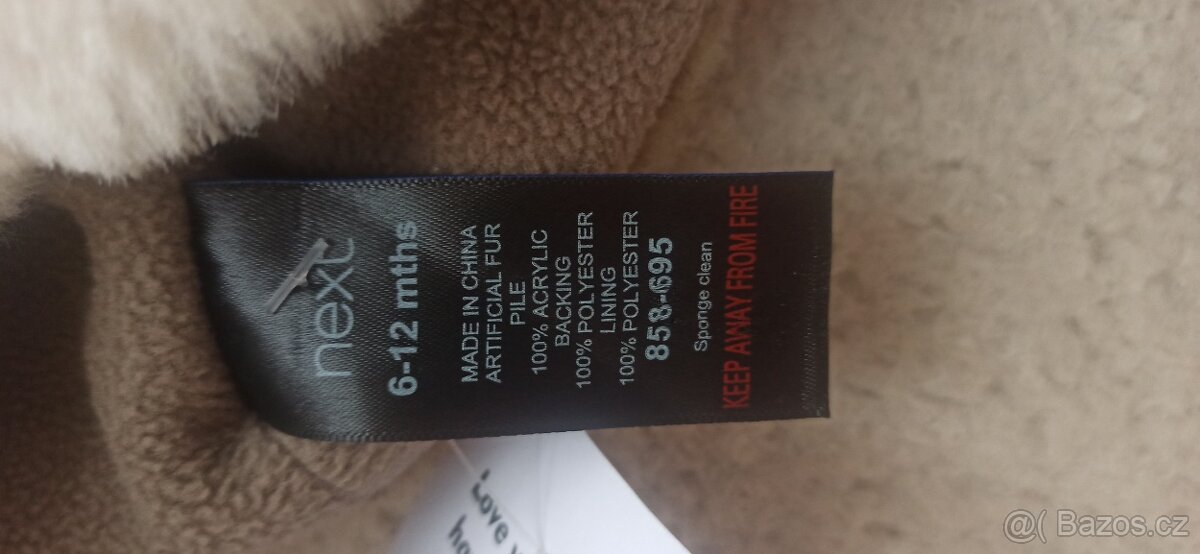 next
6-12 mths
MADE IN CHINA
ARTIFICIAL FUR
PILE
100% ACRYLIC
BACKING
100% POLYESTER
LINING
100% POLYESTER
858-695
Sponge clean
KEEP AWAY FROM FIRE
Love
@( Bazos.cz